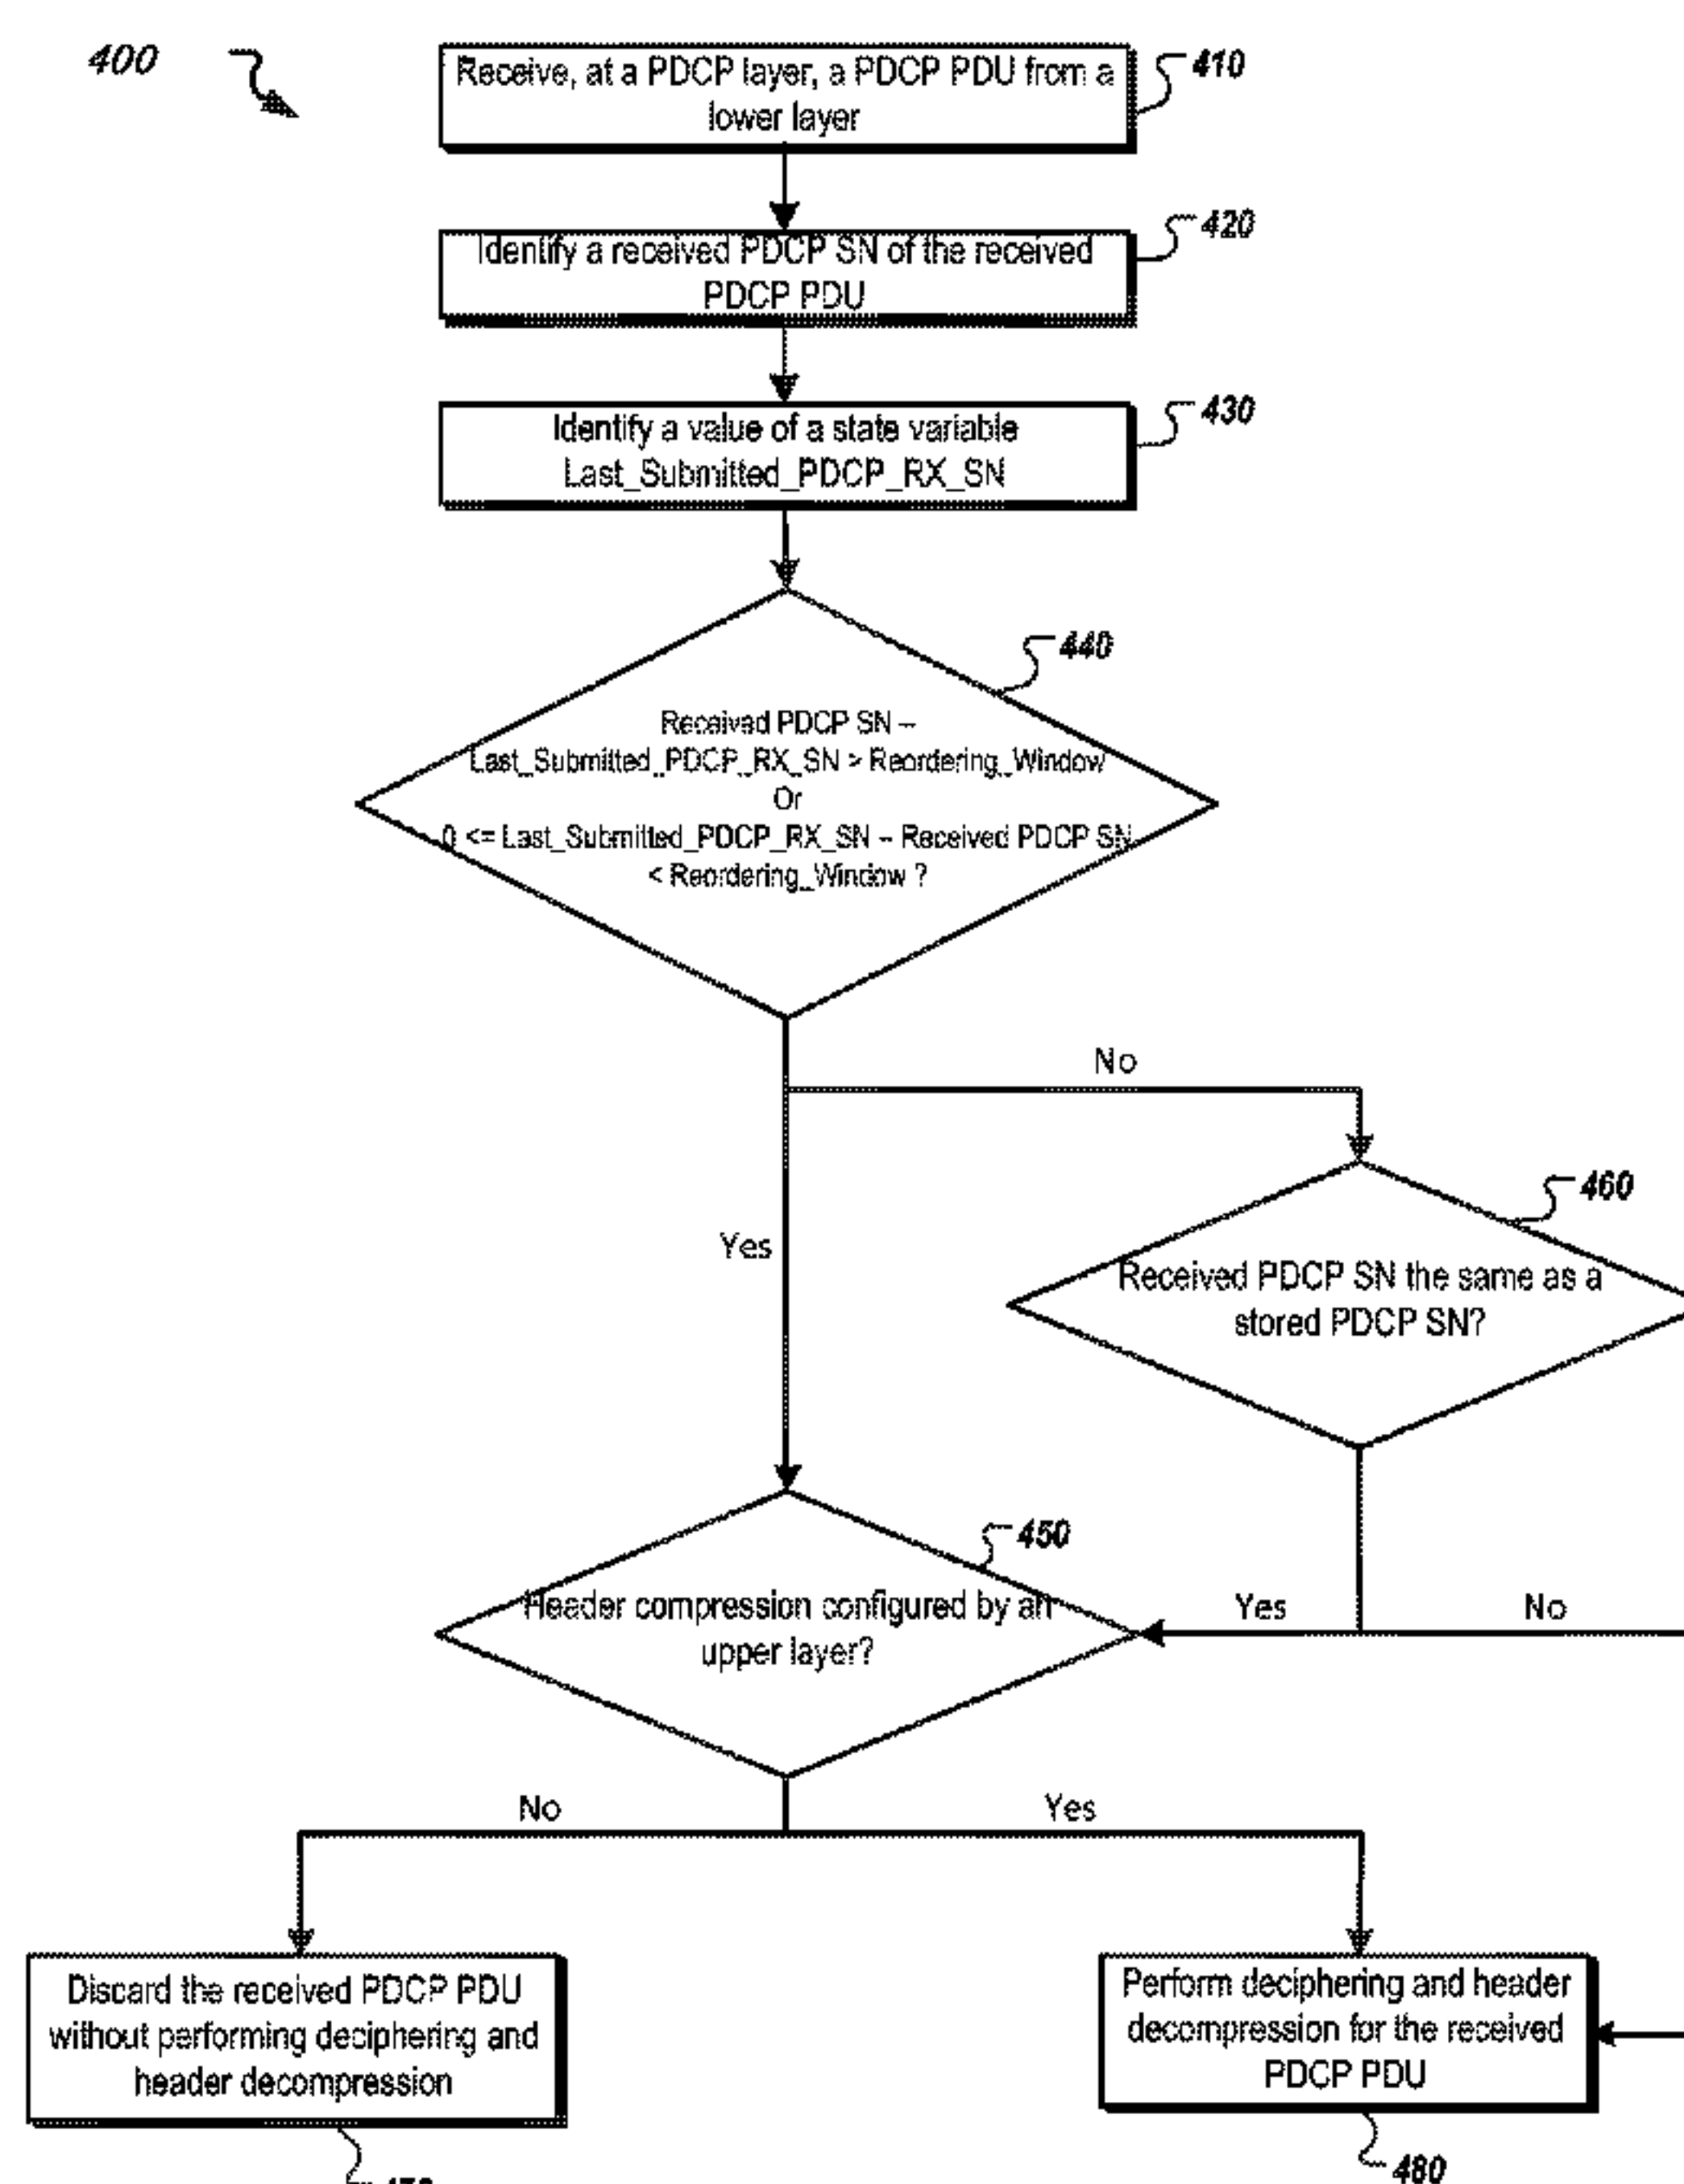 400
Receive, at a PDCP layer, a PDCP PDU from a
lower layer
410
Identify a received PDCP SN of the received
PDCP PDU
420
Identify a value of a state variable
Last_Submitted_PDCP_RX_SN
430
440
Received PDCP SN –
Last_Submitted_PDCP_RX_SN > Reordering_Window
Or
0 <= Last_Submitted_PDCP_RX_SN – Received PDCP SN
< Reordering_Window ?
No
Yes
460
Received PDCP SN the same as a
stored PDCP SN?
450
Header compression configured by an
upper layer?
Yes
No
No
Yes
Discard the received PDCP PDU
without performing deciphering and
header decompression
Perform deciphering and header
decompression for the received
PDCP PDU
480